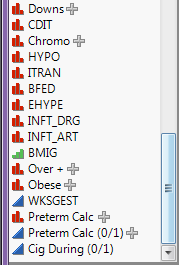 Downs
CDIT
Chromo
HYPO
ITRAN
BFED
EHYPE
INFT_DRG
INFT_ART
BMIG
Over +
Obese
WKSGEST
Preterm Calc
Preterm Calc (0/1)
Cig During (0/1)